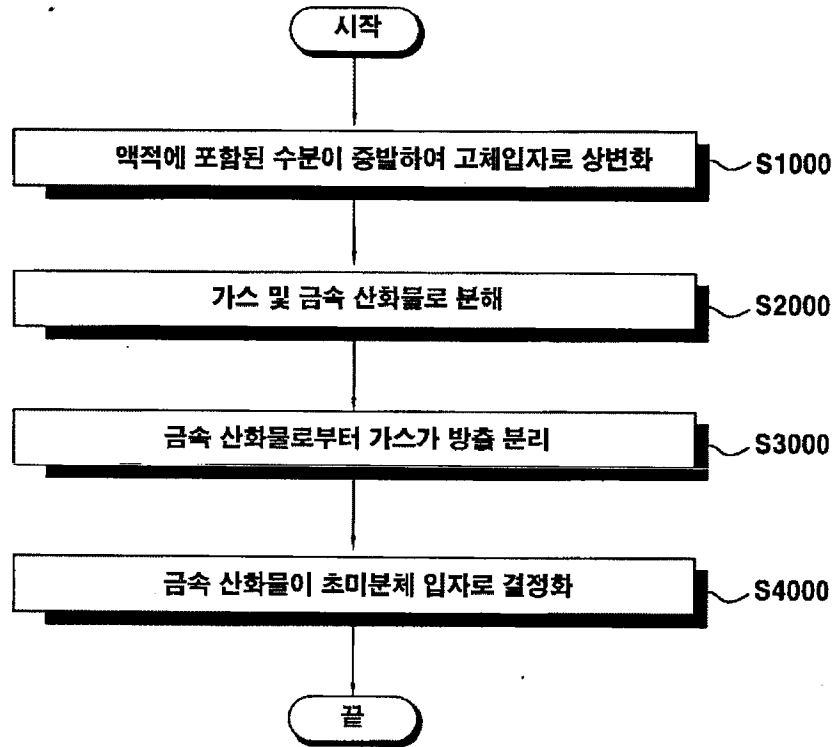 시작
액적에 포함된 수분이 증발하여 고체입자로 상변화
S1000
가스 및 금속 산화물로 분해
S2000
금속 산화물로부터 가스가 방출 분리
S3000
금속 산화물이 초미분체 입자로 결정화
S4000
끝